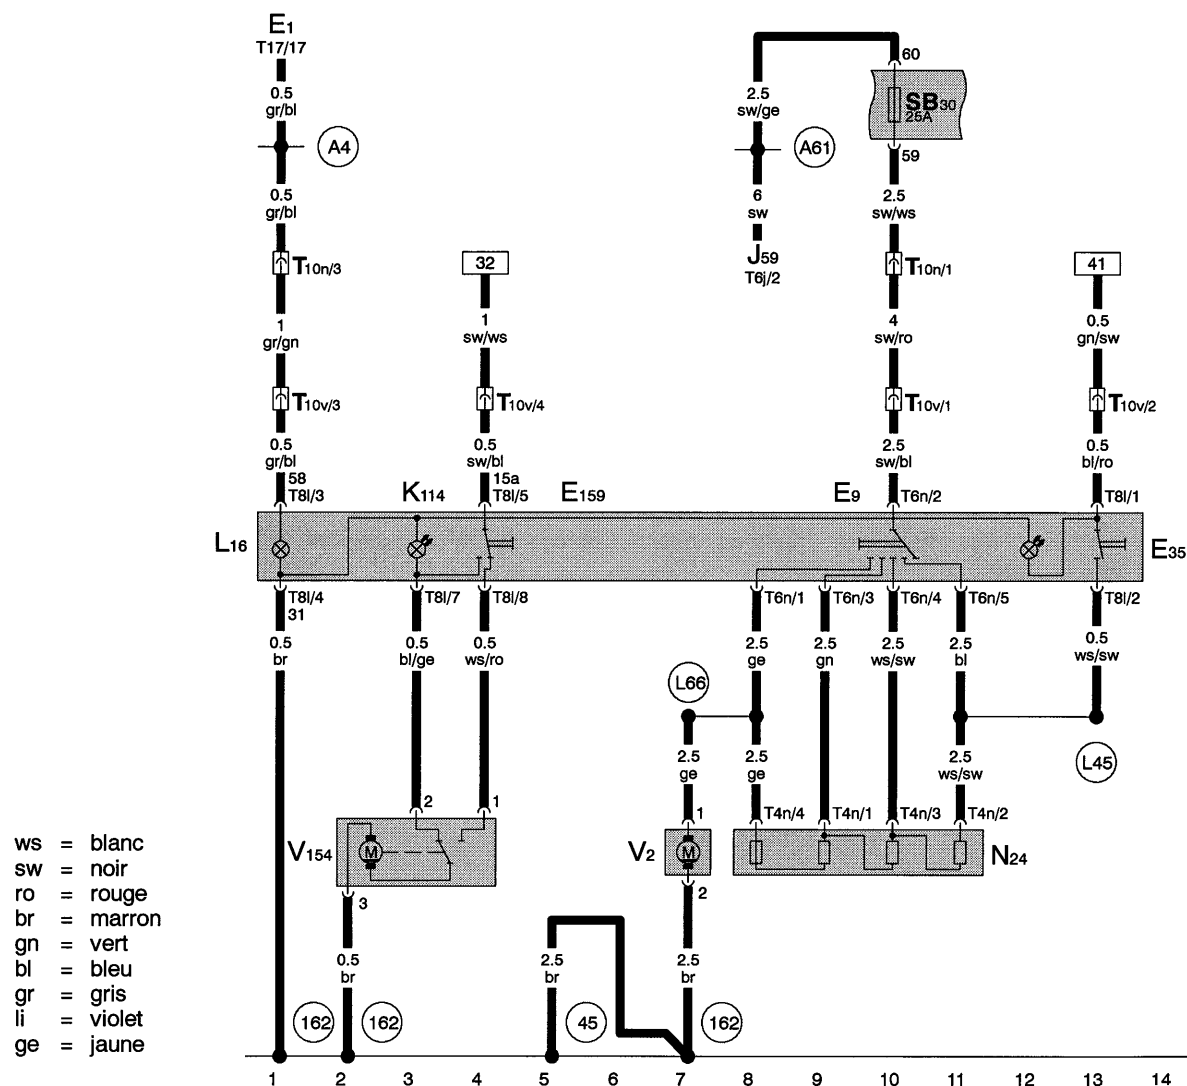 E1
T17/17
60
0.5
gr/bl
2.5
sw/ge
SB30
25A
A4
A61
59
0.5
gr/bl
6
sw
2.5
sw/ws
T10n/3
32
J59
T6j/2
T10n/1
41
1
gr/gn
1
sw/ws
4
sw/ro
0.5
gn/sw
T10v/3
T10v/4
T10v/1
T10v/2
0.5
gr/bl
0.5
sw/bl
2.5
sw/bl
0.5
bl/ro
58
T8l/3
K114
15a
T8l/5
E159
E9
T6n/2
T8l/1
L16
E35
T8l/4
31
T8l/7
T8l/8
T6n/1
T6n/3
T6n/4
T6n/5
T8l/2
0.5
br
0.5
bl/ge
0.5
ws/ro
2.5
ge
2.5
gn
2.5
ws/sw
2.5
bl
0.5
ws/sw
L66
2.5
ge
2.5
ge
2.5
ws/sw
L45
2
1
1
T4n/4
T4n/1
T4n/3
T4n/2
V154
M
V2
M
N24
3
2
ws = blanc
sw = noir
ro = rouge
br = marron
gn = vert
bl = bleu
gr = gris
li = violet
ge = jaune
0.5
br
2.5
br
2.5
br
162
162
45
162
1 2 3 4 5 6 7 8 9 10 11 12 13 14